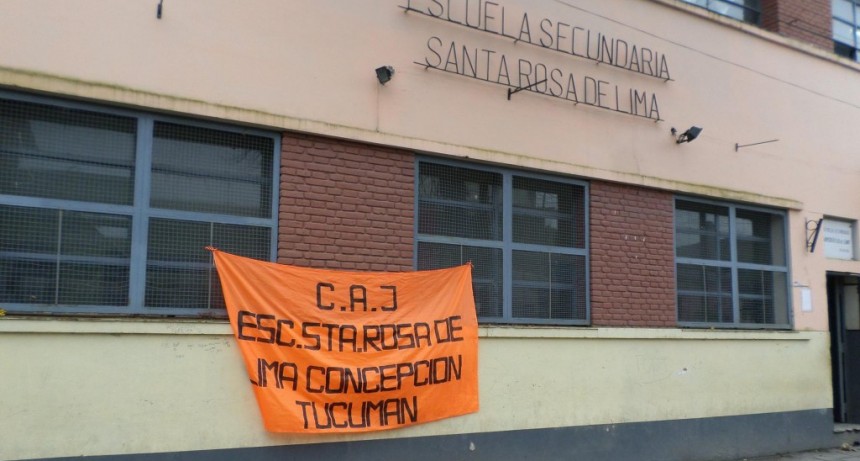 ESCUELA SECUNDARIA
SANTA ROSA DE LIMA
C.A.J
ESC.STA.ROSA DE
LIMA CONCEPCION
TUCUMAN